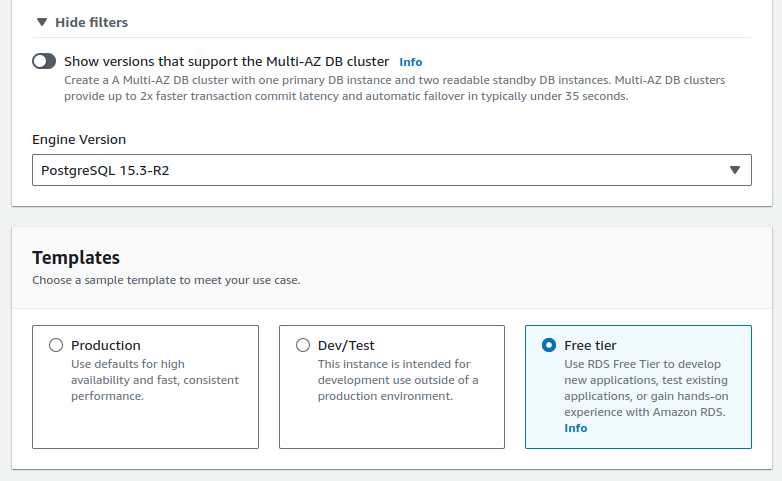 Hide filters
Show versions that support the Multi-AZ DB cluster Info
Create a A Multi-AZ DB cluster with one primary DB instance and two readable standby DB instances. Multi-AZ DB clusters
provide up to 2x faster transaction commit latency and automatic failover in typically under 35 seconds.
Engine Version
PostgreSQL 15.3-R2
Templates
Choose a sample template to meet your use case.
Production
Use defaults for high
availability and fast, consistent
performance.
Dev/Test
This instance is intended for
development use outside of a
production environment.
Free tier
Use RDS Free Tier to develop
new applications, test existing
applications, or gain hands-on
experience with Amazon RDS.
Info